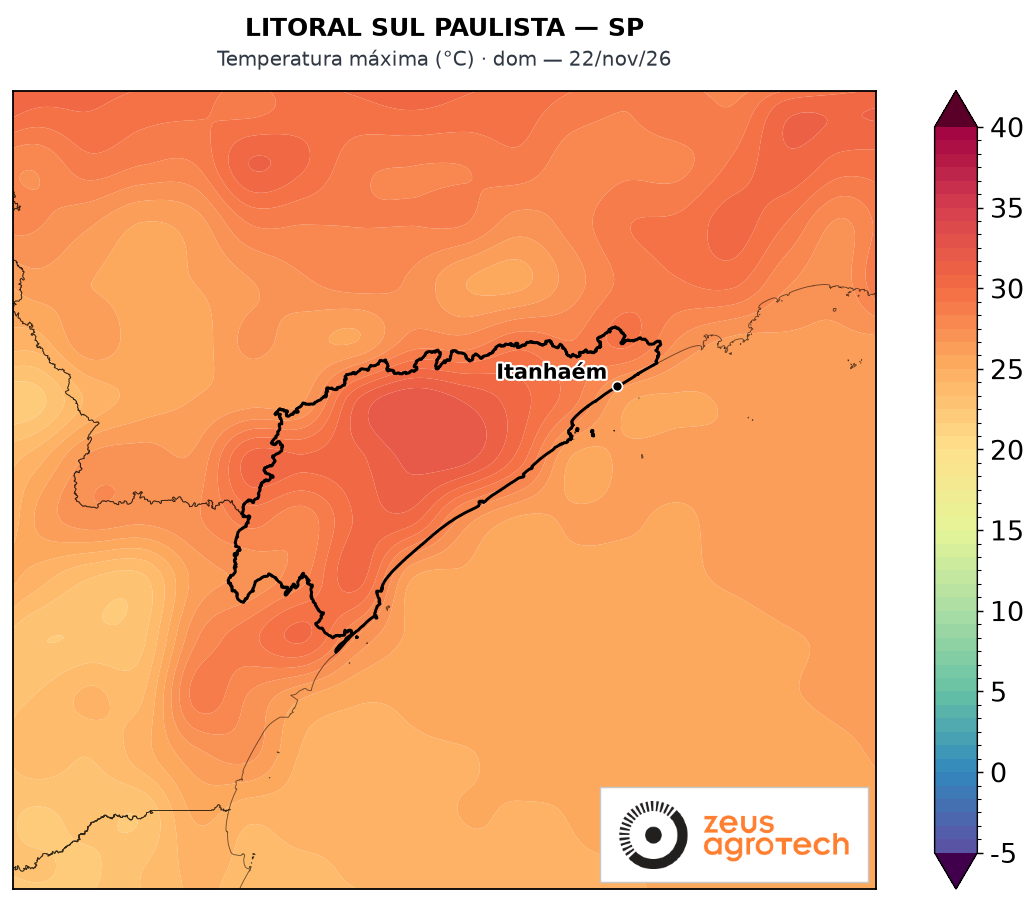 LITORAL SUL PAULISTA — SP
Temperatura máxima (°C) · dom — 22/nov/26
Itanhaém
40
35
30
25
20
15
10
5
0
-5
zeus
agrotech